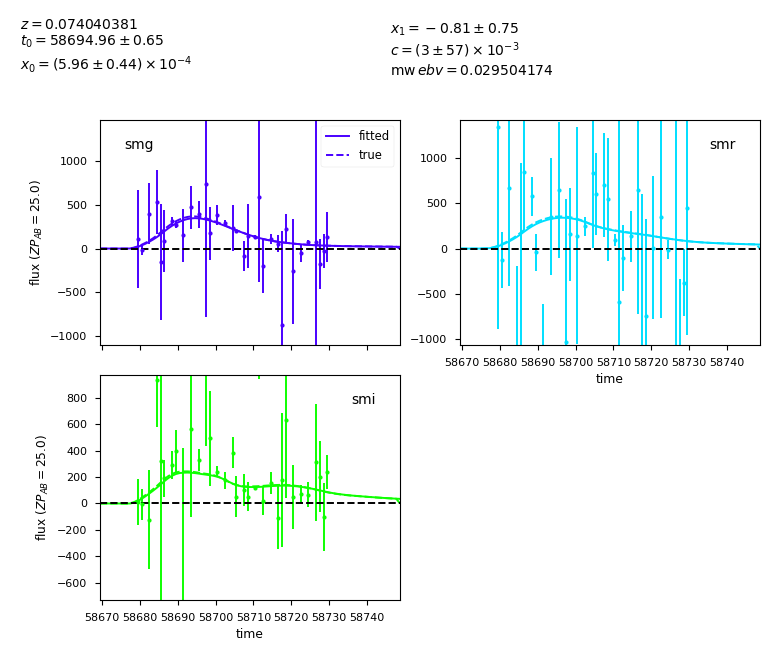 z = 0.074040381
t₀ = 58694.96 ± 0.65
x₀ = (5.96 ± 0.44) × 10⁻⁴
x₁ = −0.81 ± 0.75
c = (3 ± 57) × 10⁻³
mw ebv = 0.029504174
smg
fitted
true
1000
500
0
−500
−1000
flux (ZP_AB = 25.0)
smr
1000
500
0
−500
−1000
58670 58680 58690 58700 58710 58720 58730 58740
time
smi
800
600
400
200
0
−200
−400
−600
flux (ZP_AB = 25.0)
58670 58680 58690 58700 58710 58720 58730 58740
time